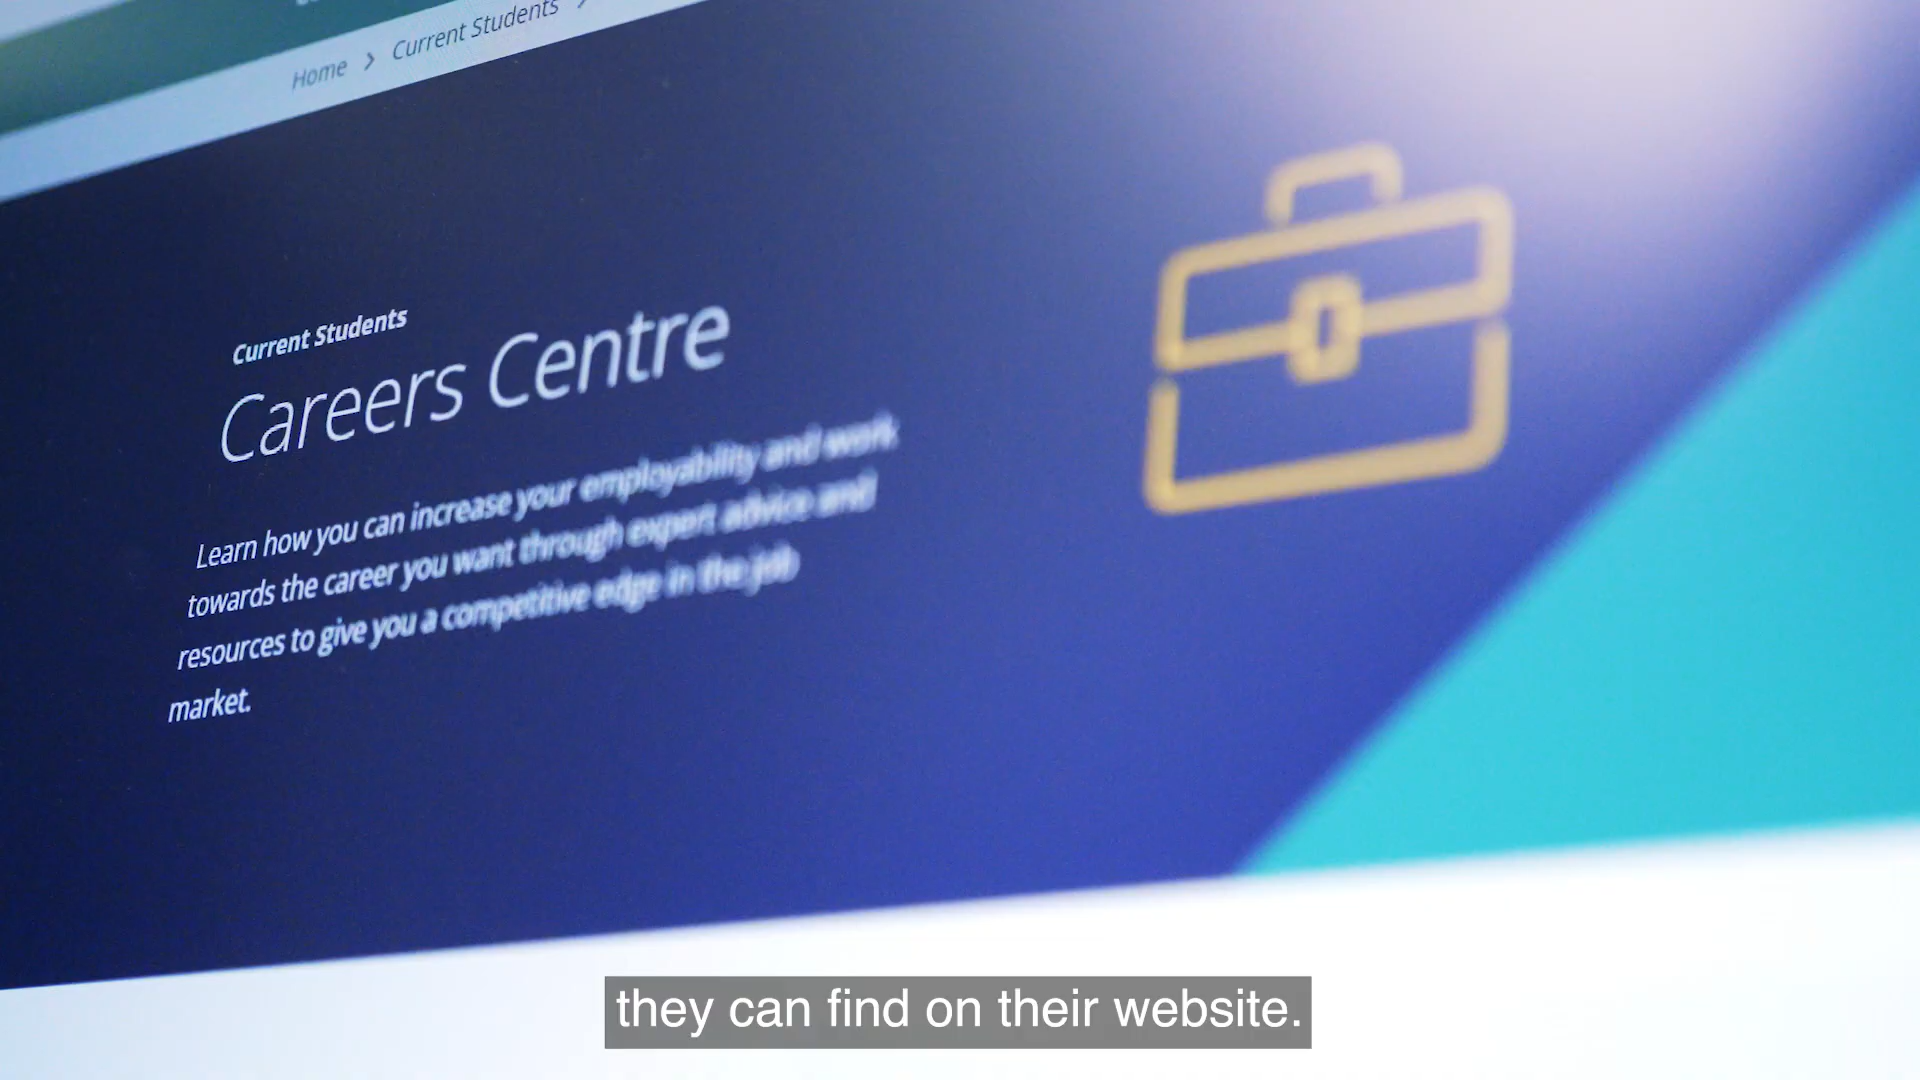 Home > Current Students >
Current Students
Careers Centre
Learn how you can increase your employability and work
towards the career you want through expert advice and
resources to give you a competitive edge in the job
market.
they can find on their website.